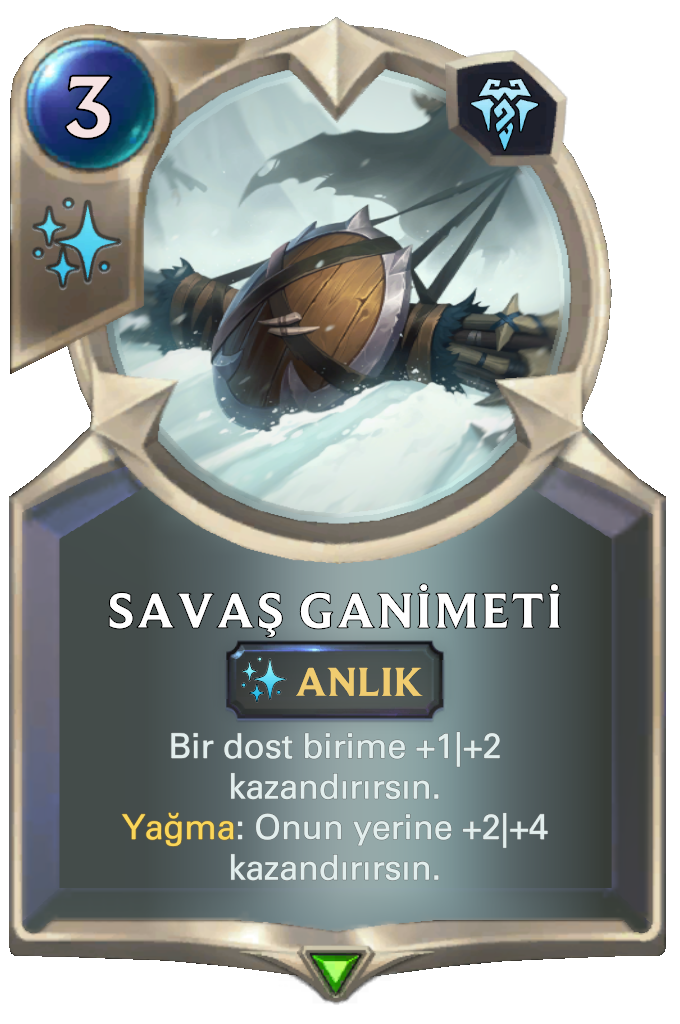 3
SAVAŞ GANİMETİ
ANLIK
Bir dost birime +1|+2
kazandırırsın.
Yağma: Onun yerine +2|+4
kazandırırsın.